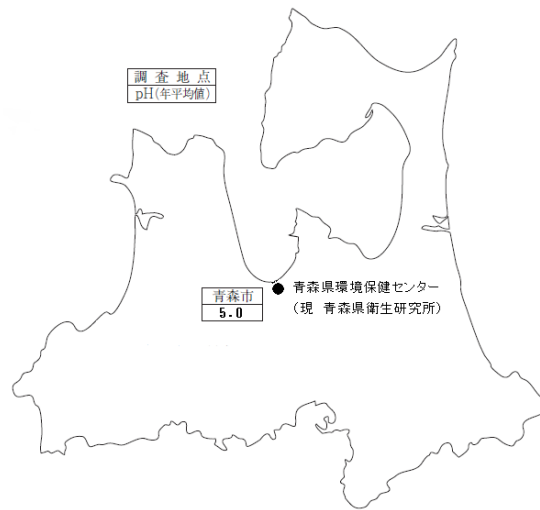 調査地点
pH(年平均値)
青森市
5.0
青森県環境保健センター
(現 青森県衛生研究所)